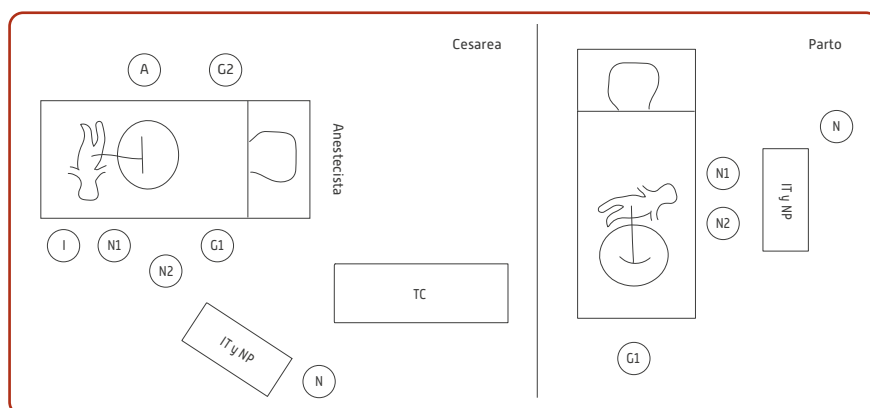 Cesarea
A
G2
Anestecista
I
N1
G1
N2
TC
IT y NP
N
Parto
N
N1
IT y NP
N2
G1